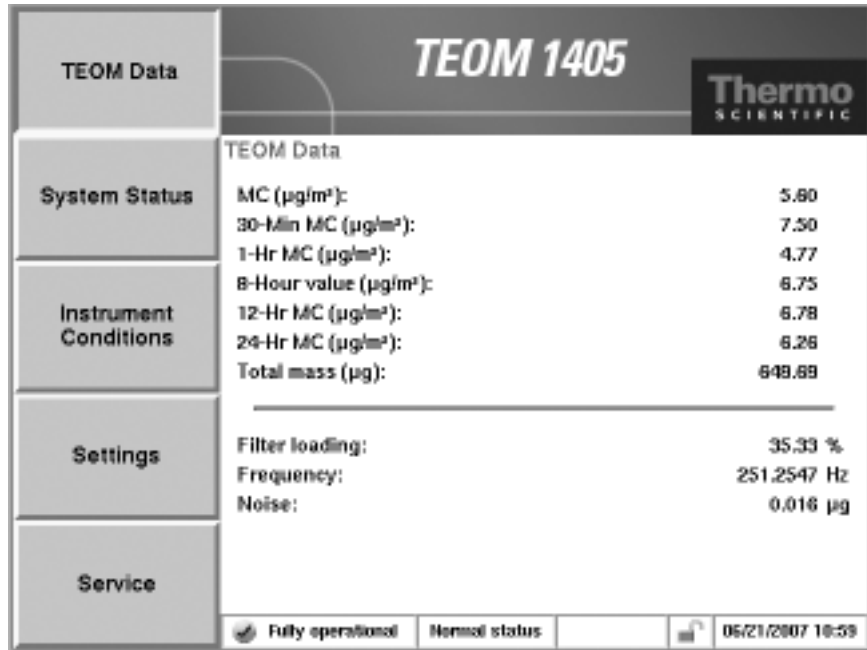 TEOM Data
System Status
Instrument
Conditions
Settings
Service
TEOM 1405
Thermo
SCIENTIFIC
TEOM Data
MC (µg/m³): 5.60
30-Min MC (µg/m³): 7.50
1-Hr MC (µg/m³): 4.77
8-Hour value (µg/m³): 6.75
12-Hr MC (µg/m³): 6.78
24-Hr MC (µg/m³): 6.26
Total mass (µg): 649.69
Filter loading: 35.33 %
Frequency: 251.2547 Hz
Noise: 0.016 µg
Fully operational
Normal status
06/21/2007 10:59